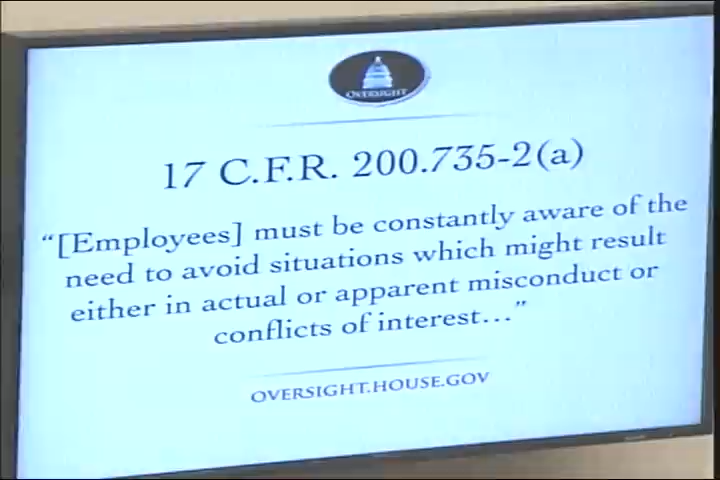 OVERSIGHT
17 C.F.R. 200.735-2(a)
“[Employees] must be constantly aware of the
need to avoid situations which might result
either in actual or apparent misconduct or
conflicts of interest…”
OVERSIGHT.HOUSE.GOV